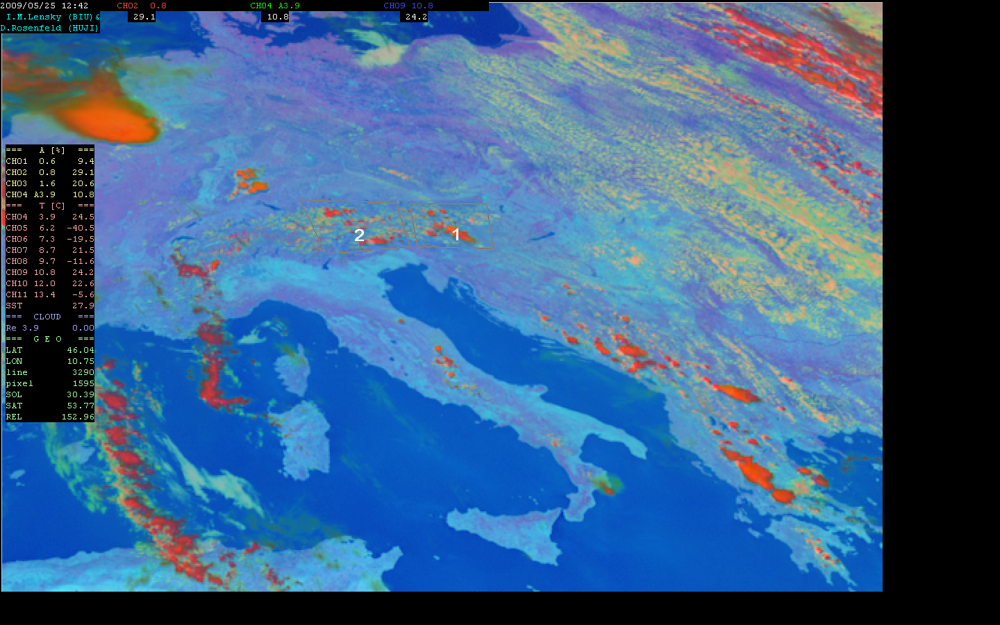 2009/05/25 12:42 CH02 0.8 CH04 A3.9 CH09 10.8
I.M.Lensky (BIU)& 29.1 10.8 24.2
D.Rosenfeld (HUJI)
=== A [%] ===
CH01 0.6 9.4
CH02 0.8 29.1
CH03 1.6 20.6
CH04 A3.9 10.8
=== T [C] ===
CH04 3.9 24.5
CH05 6.2 -40.5
CH06 7.3 -19.5
CH07 8.7 21.5
CH08 9.7 -11.6
CH09 10.8 24.2
CH10 12.0 22.6
CH11 13.4 -5.6
SST 27.9
=== CLOUD ===
Re 3.9 0.00
=== G E O ===
LAT 46.04
LON 10.75
line 3290
pixel 1595
SOL 30.39
SAT 53.77
REL 152.96
2 1